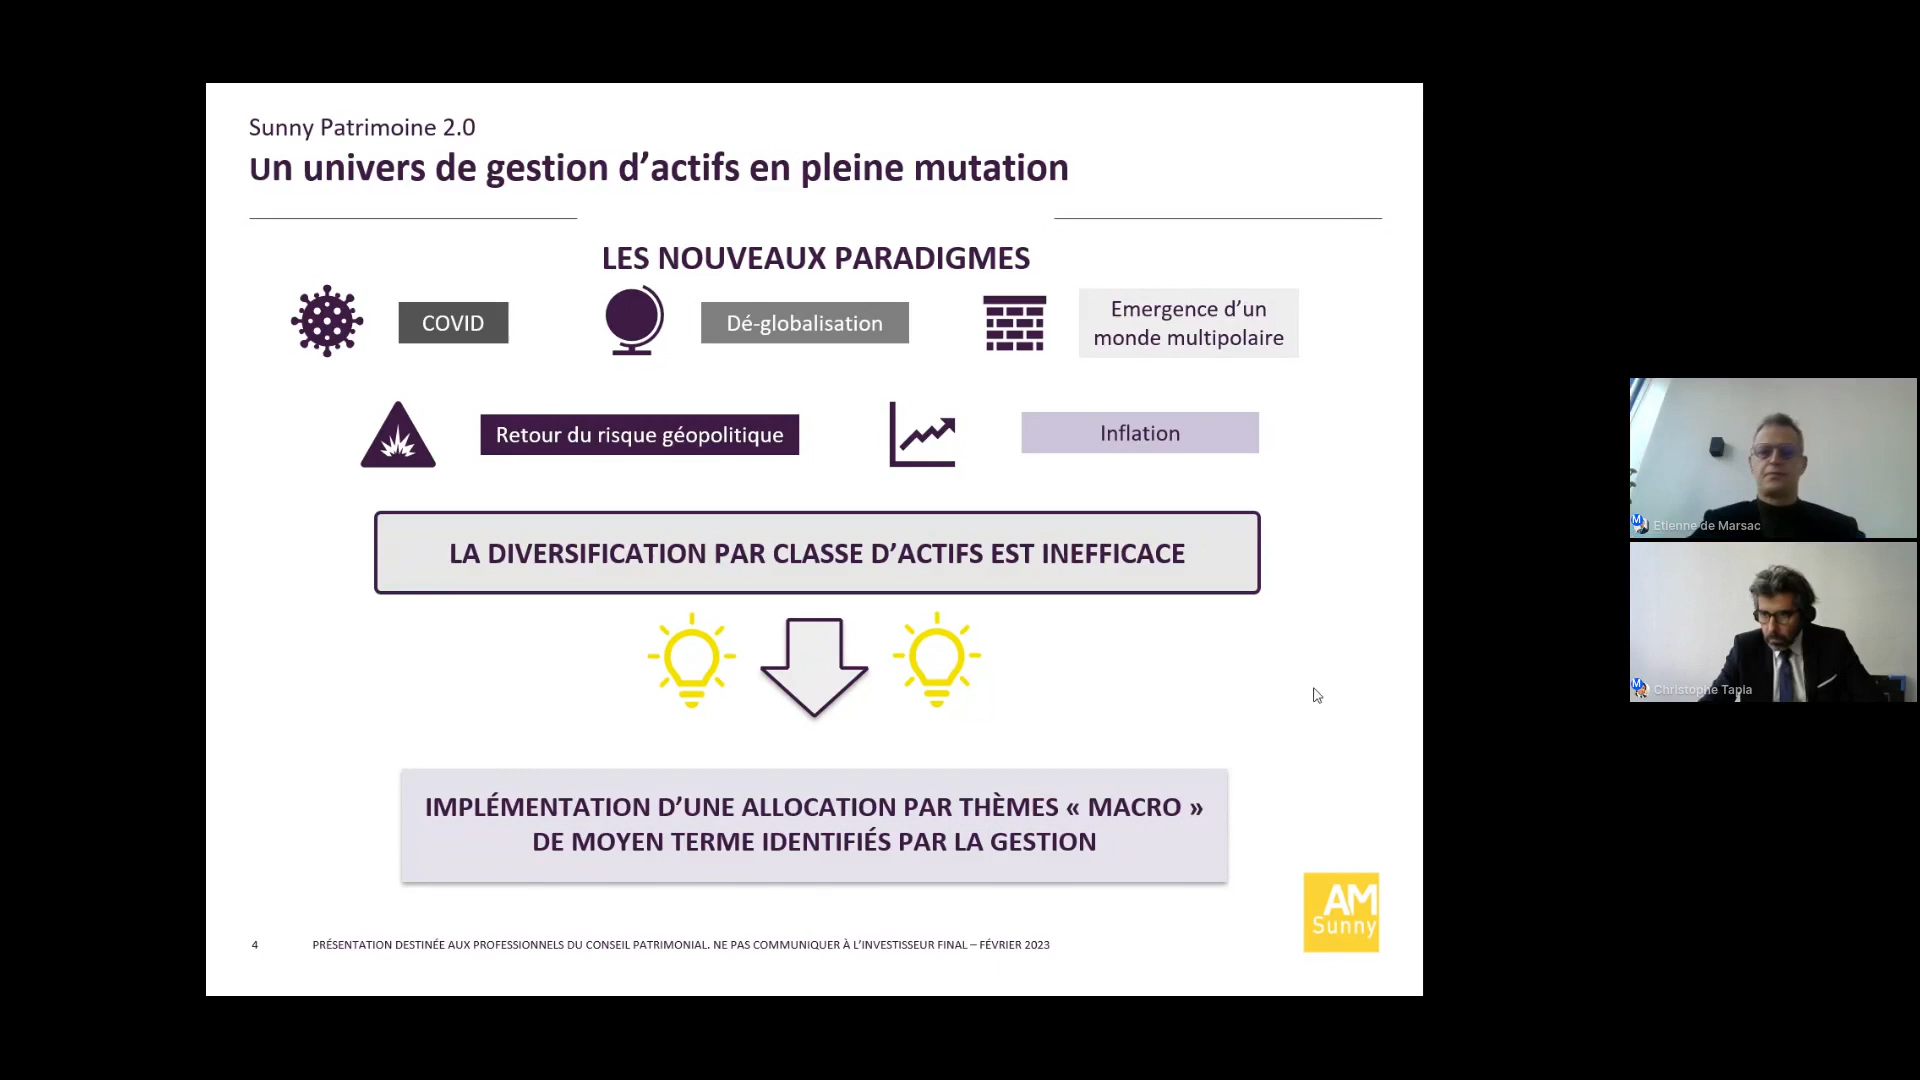 Sunny Patrimoine 2.0
Un univers de gestion d’actifs en pleine mutation
LES NOUVEAUX PARADIGMES
COVID
Dé-globalisation
Emergence d’un
monde multipolaire
Retour du risque géopolitique
Inflation
LA DIVERSIFICATION PAR CLASSE D’ACTIFS EST INEFFICACE
IMPLÉMENTATION D’UNE ALLOCATION PAR THÈMES « MACRO »
DE MOYEN TERME IDENTIFIÉS PAR LA GESTION
AM
Sunny
4
PRÉSENTATION DESTINÉE AUX PROFESSIONNELS DU CONSEIL PATRIMONIAL. NE PAS COMMUNIQUER À L’INVESTISSEUR FINAL – FÉVRIER 2023
M
Etienne de Marsac
M
Christophe Tapia